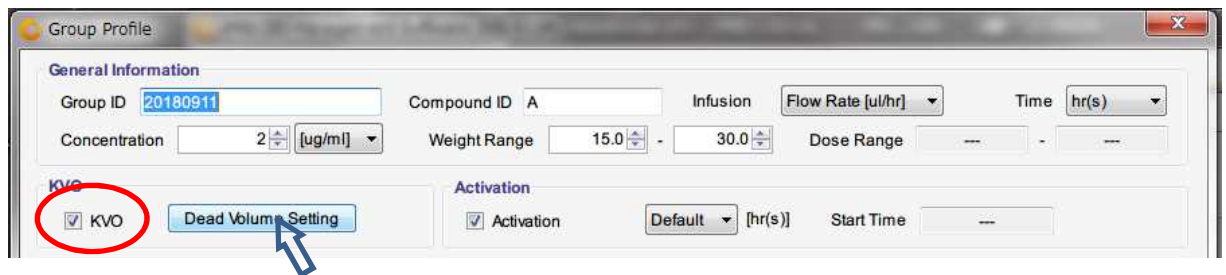 Group Profile
General Information
Group ID 20180911 Compound ID A Infusion Flow Rate [ul/hr] Time hr(s)
Concentration 2 [ug/ml] Weight Range 15.0 - 30.0 Dose Range --- - ---
KVO Activation
KVO Dead Volume Setting Activation Default [hr(s)] Start Time ---